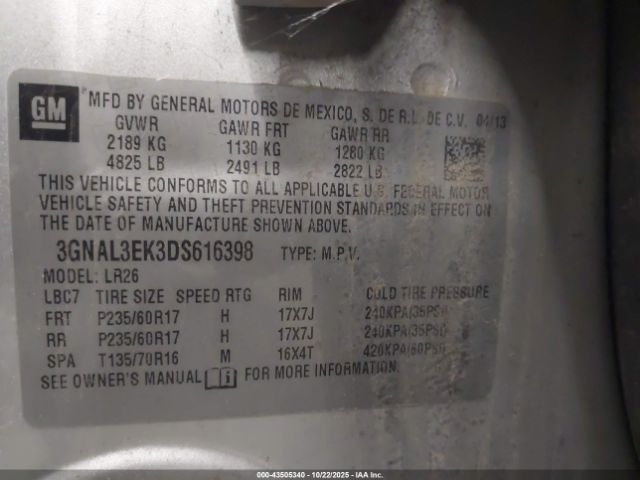 GM
*MFD BY GENERAL MOTORS DE MEXICO, S. DE R.L. DE C.V. 04/13
GVWR GAWR FRT GAWR RR
2189 KG 1130 KG 1280 KG
4825 LB 2491 LB 2822 LB
THIS VEHICLE CONFORMS TO ALL APPLICABLE U.S. FEDERAL MOTOR
VEHICLE SAFETY AND THEFT PREVENTION STANDARDS IN EFFECT ON
THE DATE OF MANUFACTURE SHOWN ABOVE.
3GNAL3EK3DS616398 TYPE: M.P.V.
MODEL: LR26
LBC7 TIRE SIZE SPEED RTG RIM COLD TIRE PRESSURE
FRT P235/60R17 H 17X7J 240KPA/35PSI
RR P235/60R17 H 17X7J 240KPA/35PSI
SPA T135/70R16 M 16X4T 420KPA/60PSI
SEE OWNER'S MANUAL i FOR MORE INFORMATION.
000-43505340 - 10/22/2025 - IAAI.COM